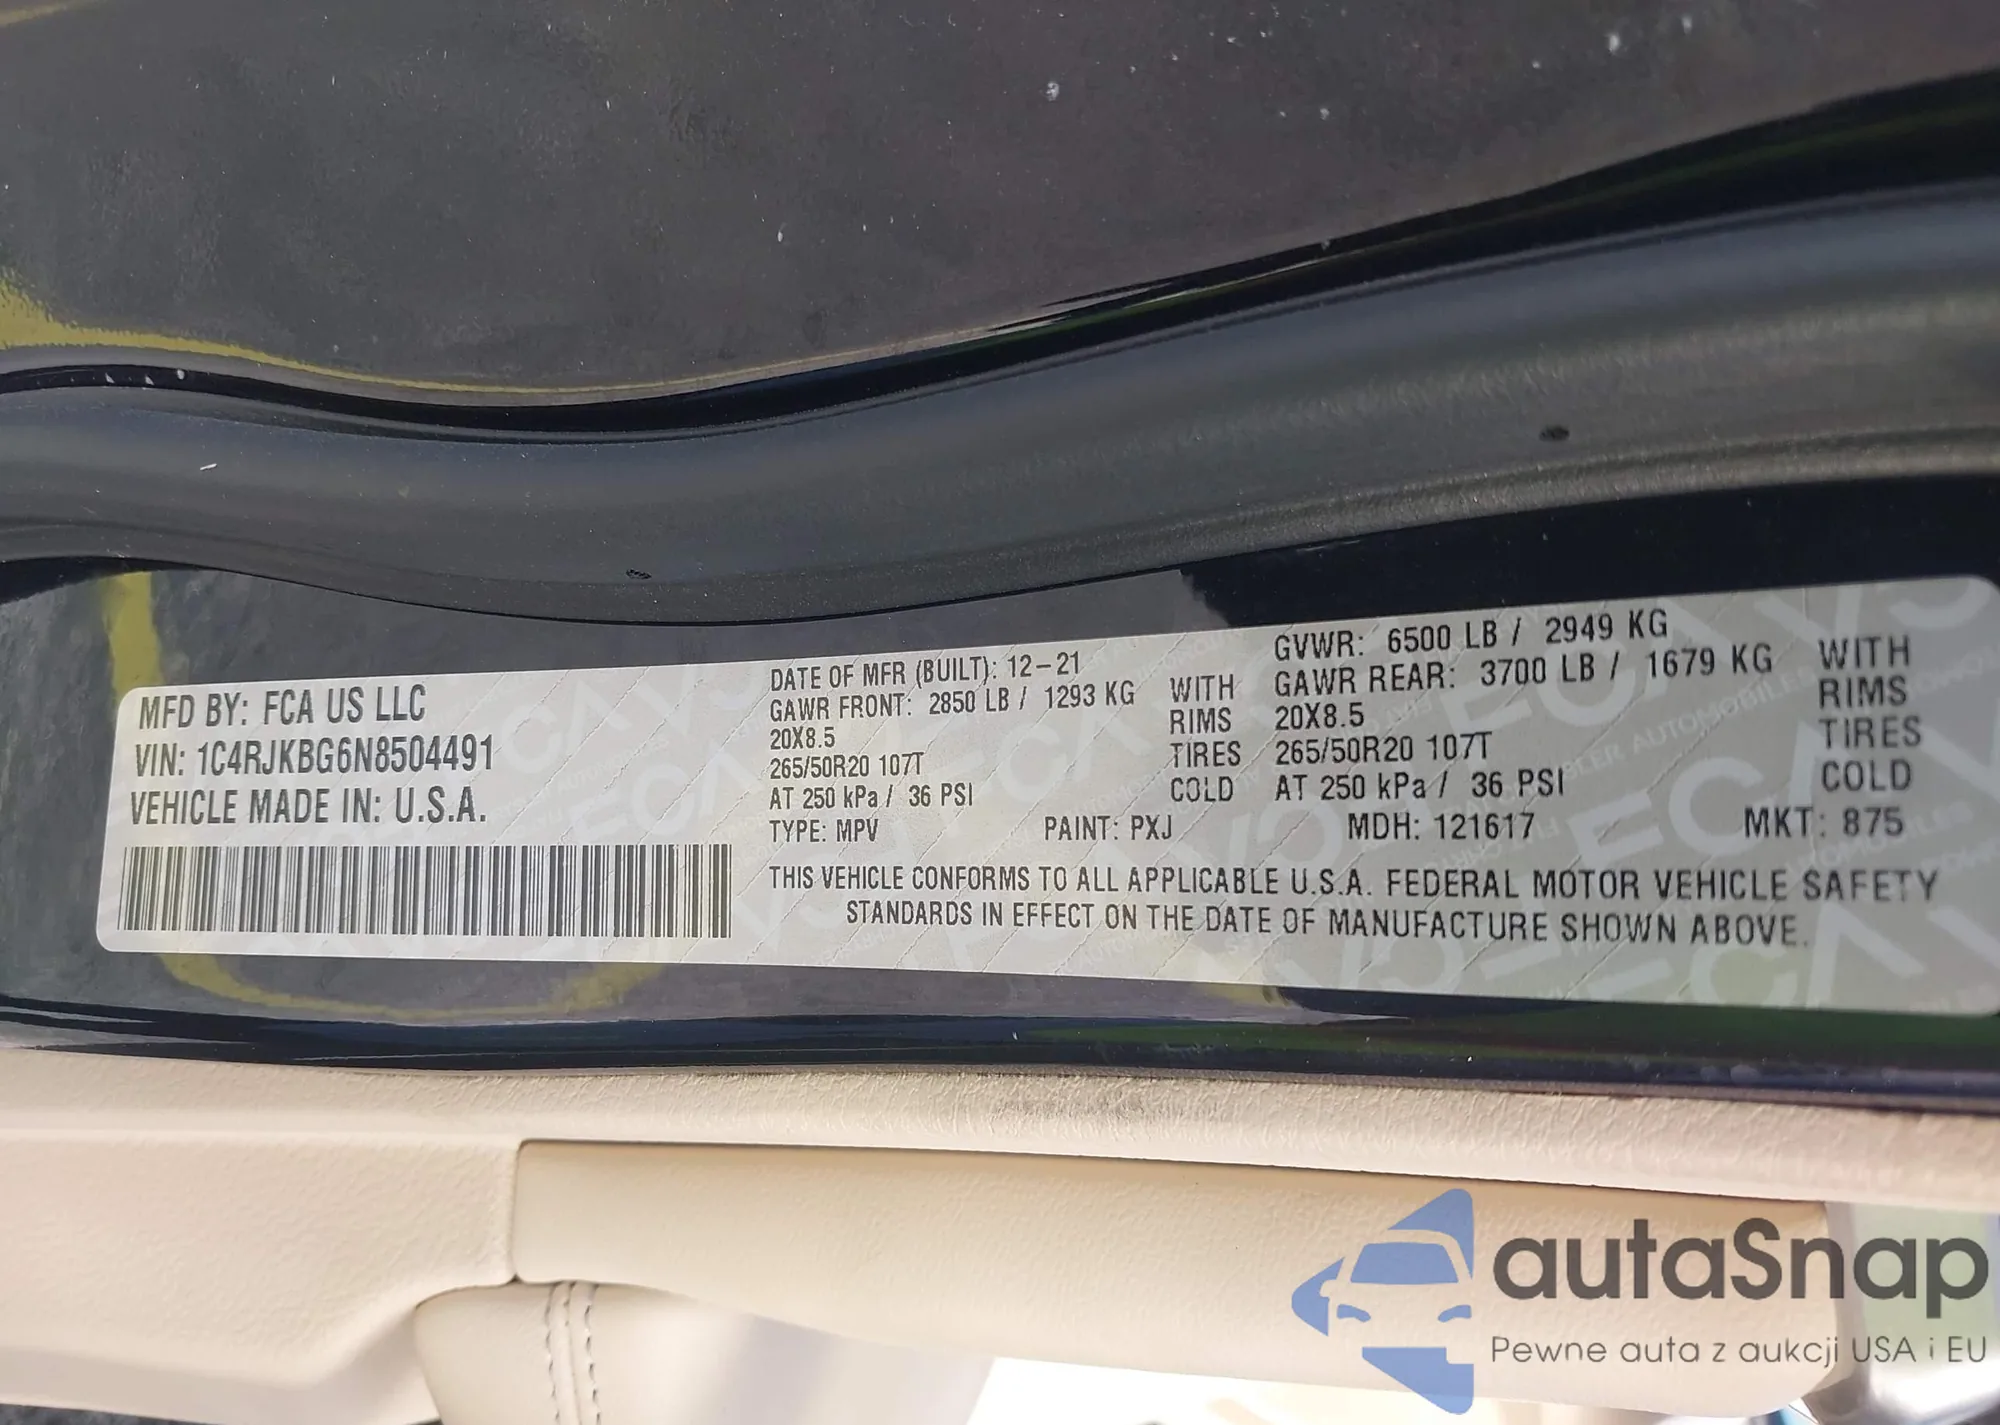 MFD BY: FCA US LLC
VIN: 1C4RJKBG6N8504491
VEHICLE MADE IN: U.S.A.
DATE OF MFR (BUILT): 12-21
GAWR FRONT: 2850 LB / 1293 KG WITH
20X8.5 RIMS
265/50R20 107T TIRES
AT 250 kPa / 36 PSI COLD
GVWR: 6500 LB / 2949 KG
GAWR REAR: 3700 LB / 1679 KG WITH
20X8.5 RIMS
265/50R20 107T TIRES
AT 250 kPa / 36 PSI COLD
TYPE: MPV PAINT: PXJ MDH: 121617 MKT: 875
THIS VEHICLE CONFORMS TO ALL APPLICABLE U.S.A. FEDERAL MOTOR VEHICLE SAFETY
STANDARDS IN EFFECT ON THE DATE OF MANUFACTURE SHOWN ABOVE.
autaSnap
Pewne auta z aukcji USA i EU